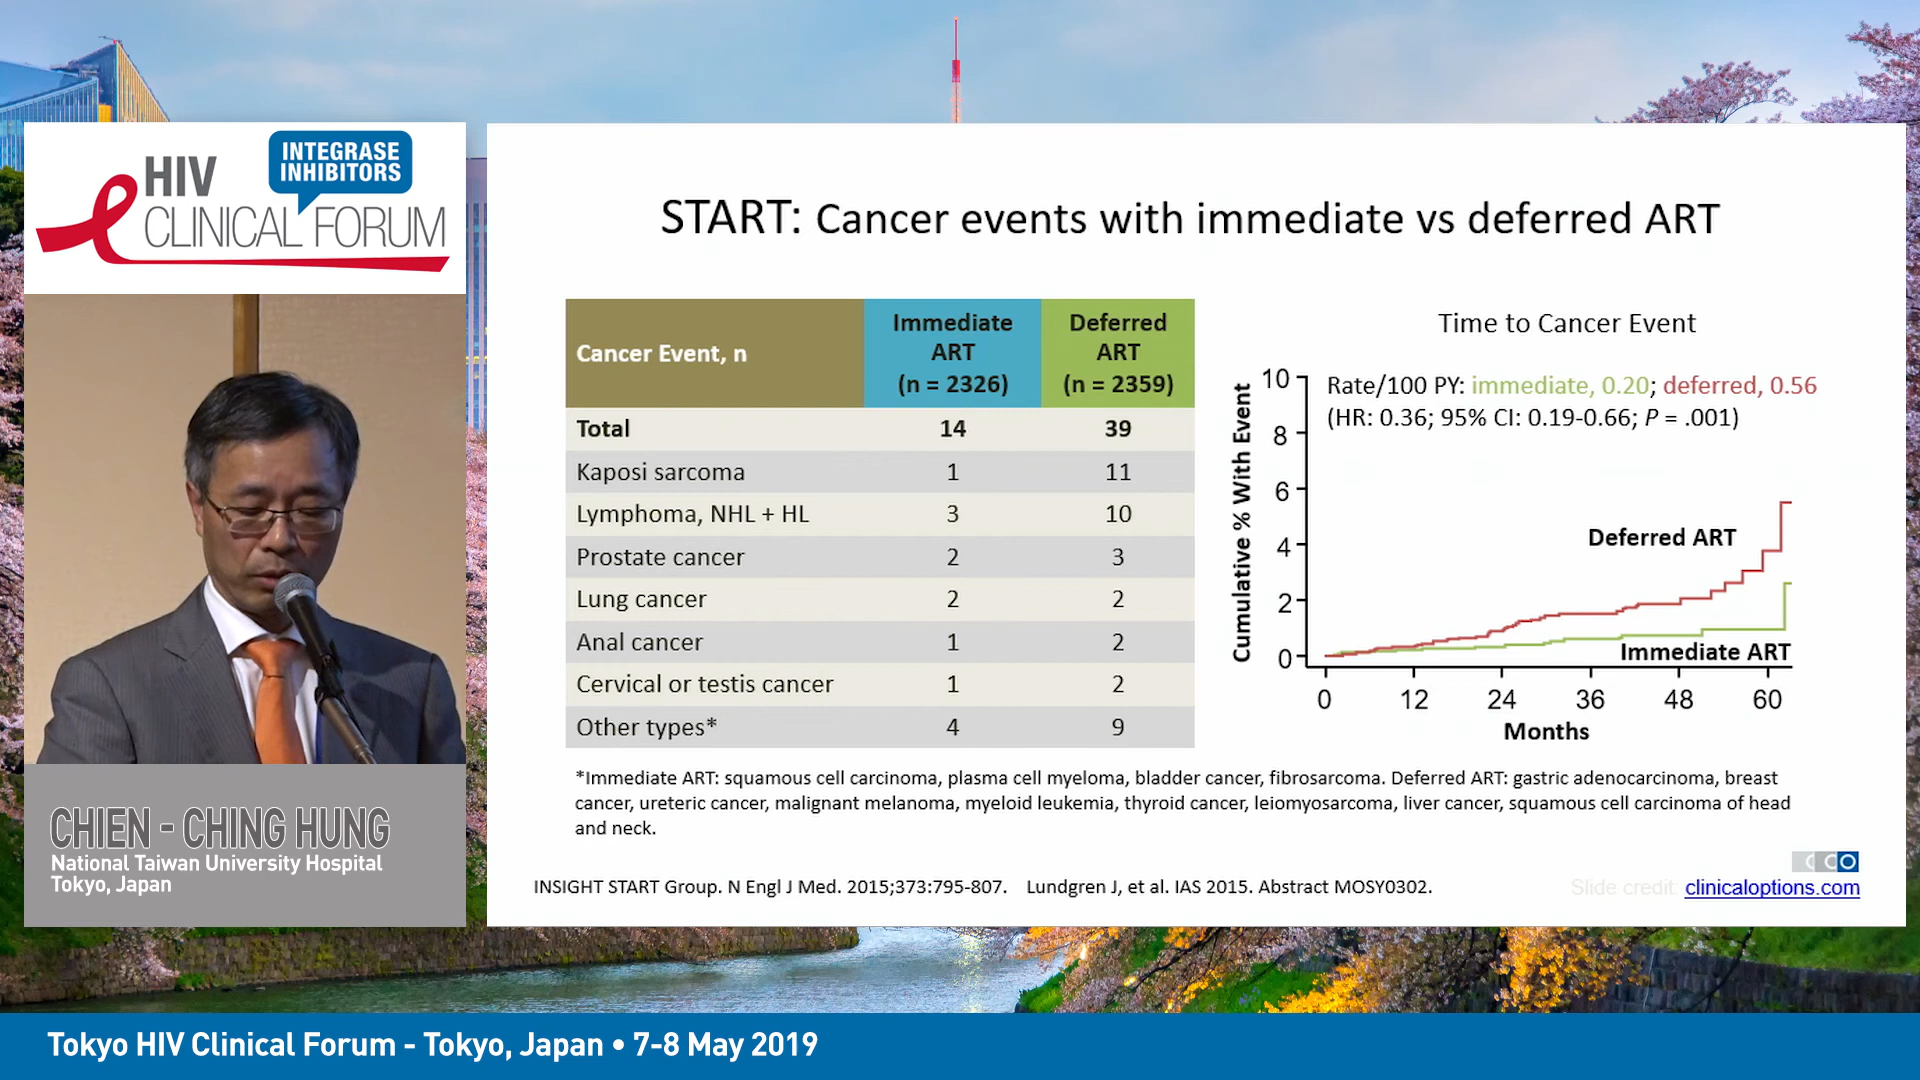 HIV
INTEGRASE
INHIBITORS
CLINICAL FORUM
CHIEN - CHING HUNG
National Taiwan University Hospital
Tokyo, Japan
START: Cancer events with immediate vs deferred ART
Cancer Event, n
Immediate
ART
(n = 2326)
Deferred
ART
(n = 2359)
Total 14 39
Kaposi sarcoma 1 11
Lymphoma, NHL + HL 3 10
Prostate cancer 2 3
Lung cancer 2 2
Anal cancer 1 2
Cervical or testis cancer 1 2
Other types* 4 9
Time to Cancer Event
Rate/100 PY: immediate, 0.20; deferred, 0.56
(HR: 0.36; 95% CI: 0.19-0.66; P = .001)
Cumulative % With Event
10
8
6
4
2
0
Deferred ART
Immediate ART
0 12 24 36 48 60
Months
*Immediate ART: squamous cell carcinoma, plasma cell myeloma, bladder cancer, fibrosarcoma. Deferred ART: gastric adenocarcinoma, breast
cancer, ureteric cancer, malignant melanoma, myeloid leukemia, thyroid cancer, leiomyosarcoma, liver cancer, squamous cell carcinoma of head
and neck.
CCO
INSIGHT START Group. N Engl J Med. 2015;373:795-807. Lundgren J, et al. IAS 2015. Abstract MOSY0302.
Slide credit: clinicaloptions.com
Tokyo HIV Clinical Forum - Tokyo, Japan • 7-8 May 2019